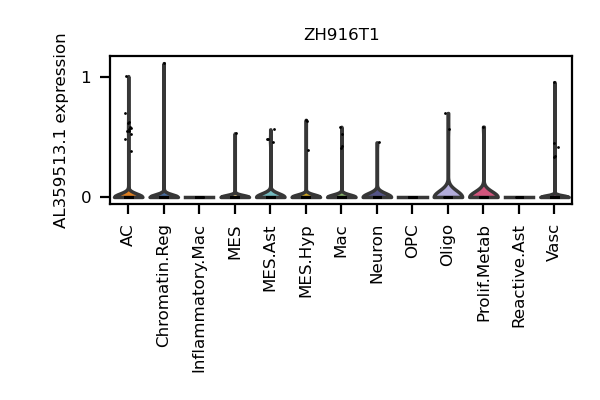 ZH916T1
AL359513.1 expression
1
0
AC
Chromatin.Reg
Inflammatory.Mac
MES
MES.Ast
MES.Hyp
Mac
Neuron
OPC
Oligo
Prolif.Metab
Reactive.Ast
Vasc